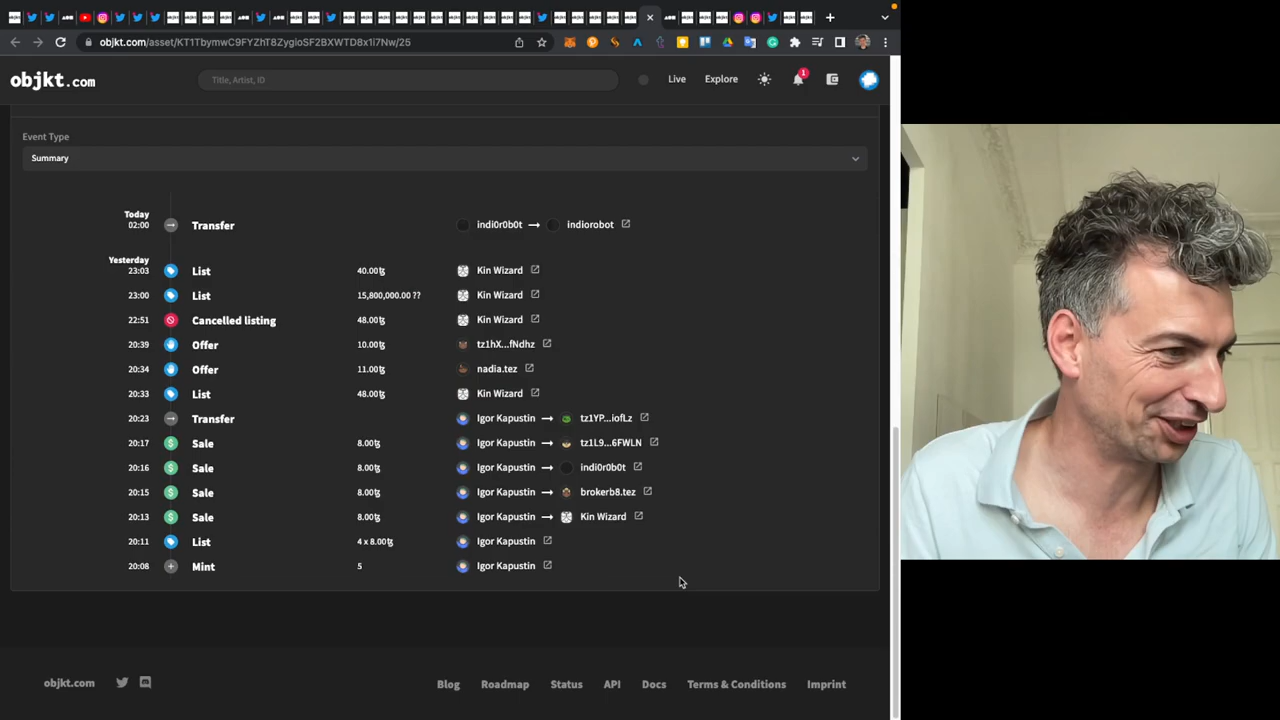 objkt.com/asset/KT1TbymwC9FYZhT8ZygioSF2BXWTD8x1i7Nw/25
objkt.com
Title, Artist, ID
Live
Explore
1
Event Type
Summary
Today
02:00 Transfer indi0r0b0t → indiorobot
Yesterday
23:03 List 40.00ꜩ Kin Wizard
23:00 List 15,800,000.00 ?? Kin Wizard
22:51 Cancelled listing 48.00ꜩ Kin Wizard
20:39 Offer 10.00ꜩ tz1hX...fNdhz
20:34 Offer 11.00ꜩ nadia.tez
20:33 List 48.00ꜩ Kin Wizard
20:23 Transfer Igor Kapustin → tz1YP...iofLz
20:17 Sale 8.00ꜩ Igor Kapustin → tz1L9...6FWLN
20:16 Sale 8.00ꜩ Igor Kapustin → indi0r0b0t
20:15 Sale 8.00ꜩ Igor Kapustin → brokerb8.tez
20:13 Sale 8.00ꜩ Igor Kapustin → Kin Wizard
20:11 List 4 x 8.00ꜩ Igor Kapustin
20:08 Mint 5 Igor Kapustin
objkt.com
Blog Roadmap Status API Docs Terms & Conditions Imprint